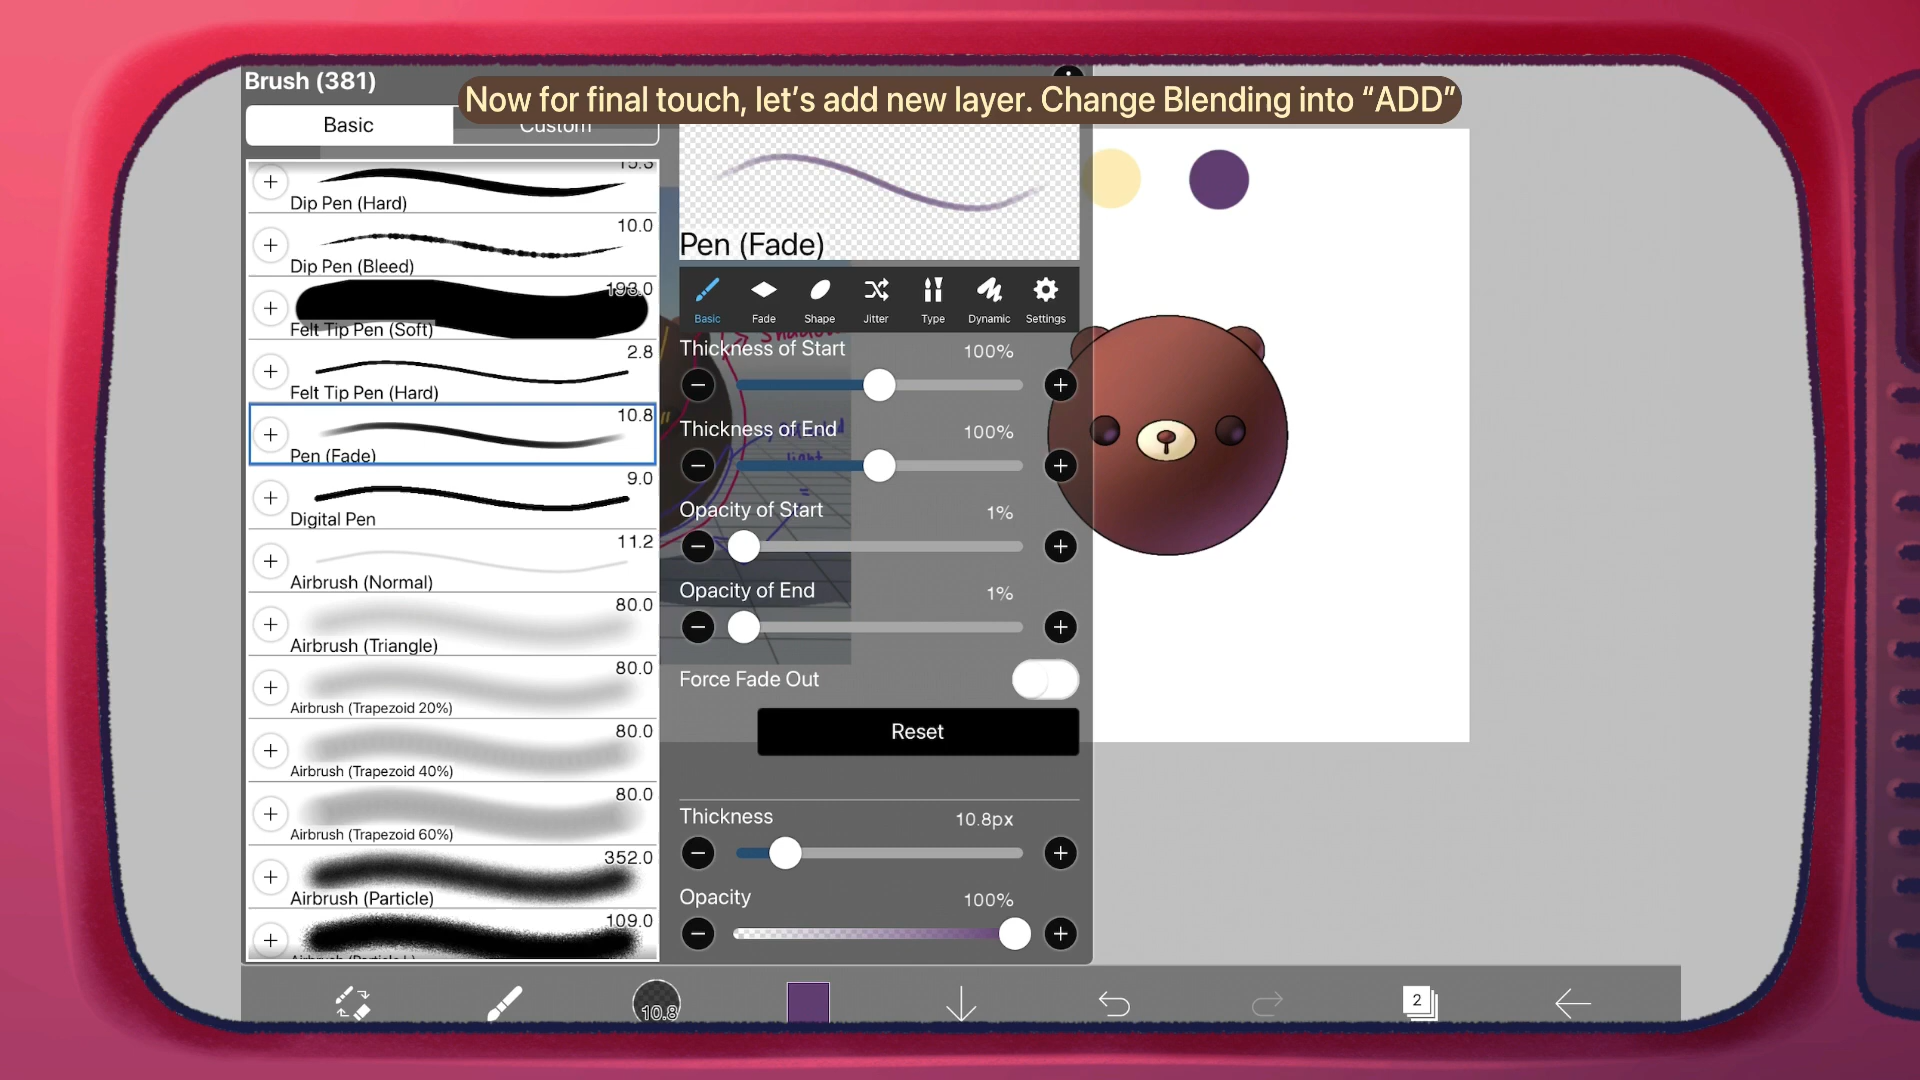 Brush (381)
Now for final touch, let's add new layer. Change Blending into “ADD”
Basic
Custom
15.3
Dip Pen (Hard)
10.0
Dip Pen (Bleed)
193.0
Felt Tip Pen (Soft)
2.8
Felt Tip Pen (Hard)
10.8
Pen (Fade)
9.0
Digital Pen
11.2
Airbrush (Normal)
80.0
Airbrush (Triangle)
80.0
Airbrush (Trapezoid 20%)
80.0
Airbrush (Trapezoid 40%)
80.0
Airbrush (Trapezoid 60%)
352.0
Airbrush (Particle)
109.0
Pen (Fade)
Basic
Fade
Shape
Jitter
Type
Dynamic
Settings
Thickness of Start
100%
Thickness of End
100%
light
=
Opacity of Start
1%
Opacity of End
1%
Force Fade Out
Reset
Thickness
10.8px
Opacity
100%
10.8
2